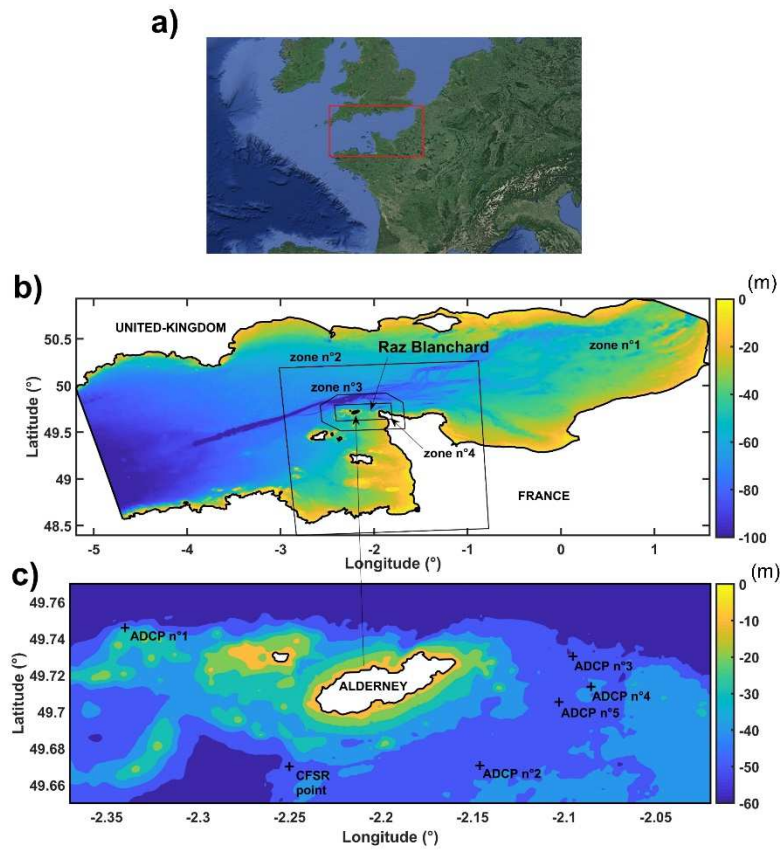 a)
b)
(m)
UNITED-KINGDOM
Raz Blanchard
zone n°1
zone n°2
zone n°3
zone n°4
FRANCE
50.5
50
49.5
49
48.5
Latitude (°)
-5 -4 -3 -2 -1 0 1
Longitude (°)
0
-20
-40
-60
-80
-100
c)
(m)
49.76
49.74
49.72
49.7
49.68
49.66
Latitude (°)
ADCP n°1
ALDERNEY
ADCP n°3
ADCP n°4
ADCP n°5
CFSR
point
ADCP n°2
-2.35 -2.3 -2.25 -2.2 -2.15 -2.1 -2.05
Longitude (°)
0
-10
-20
-30
-40
-50
-60